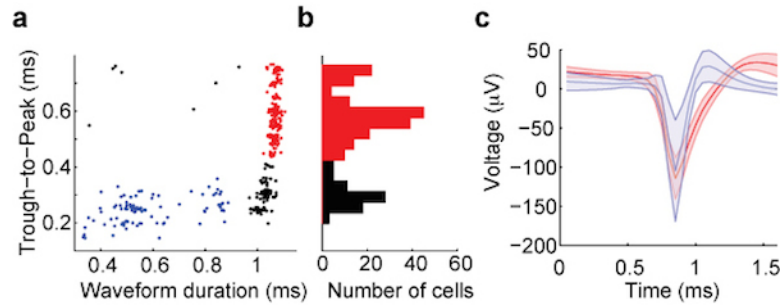 a
b
c
Trough−to−Peak (ms)
0.6
0.4
0.2
0.4
0.6
0.8
1
Waveform duration (ms)
0
20
40
60
Number of cells
Voltage (μV)
50
0
−50
−100
−150
−200
0
0.5
1.0
1.5
Time (ms)